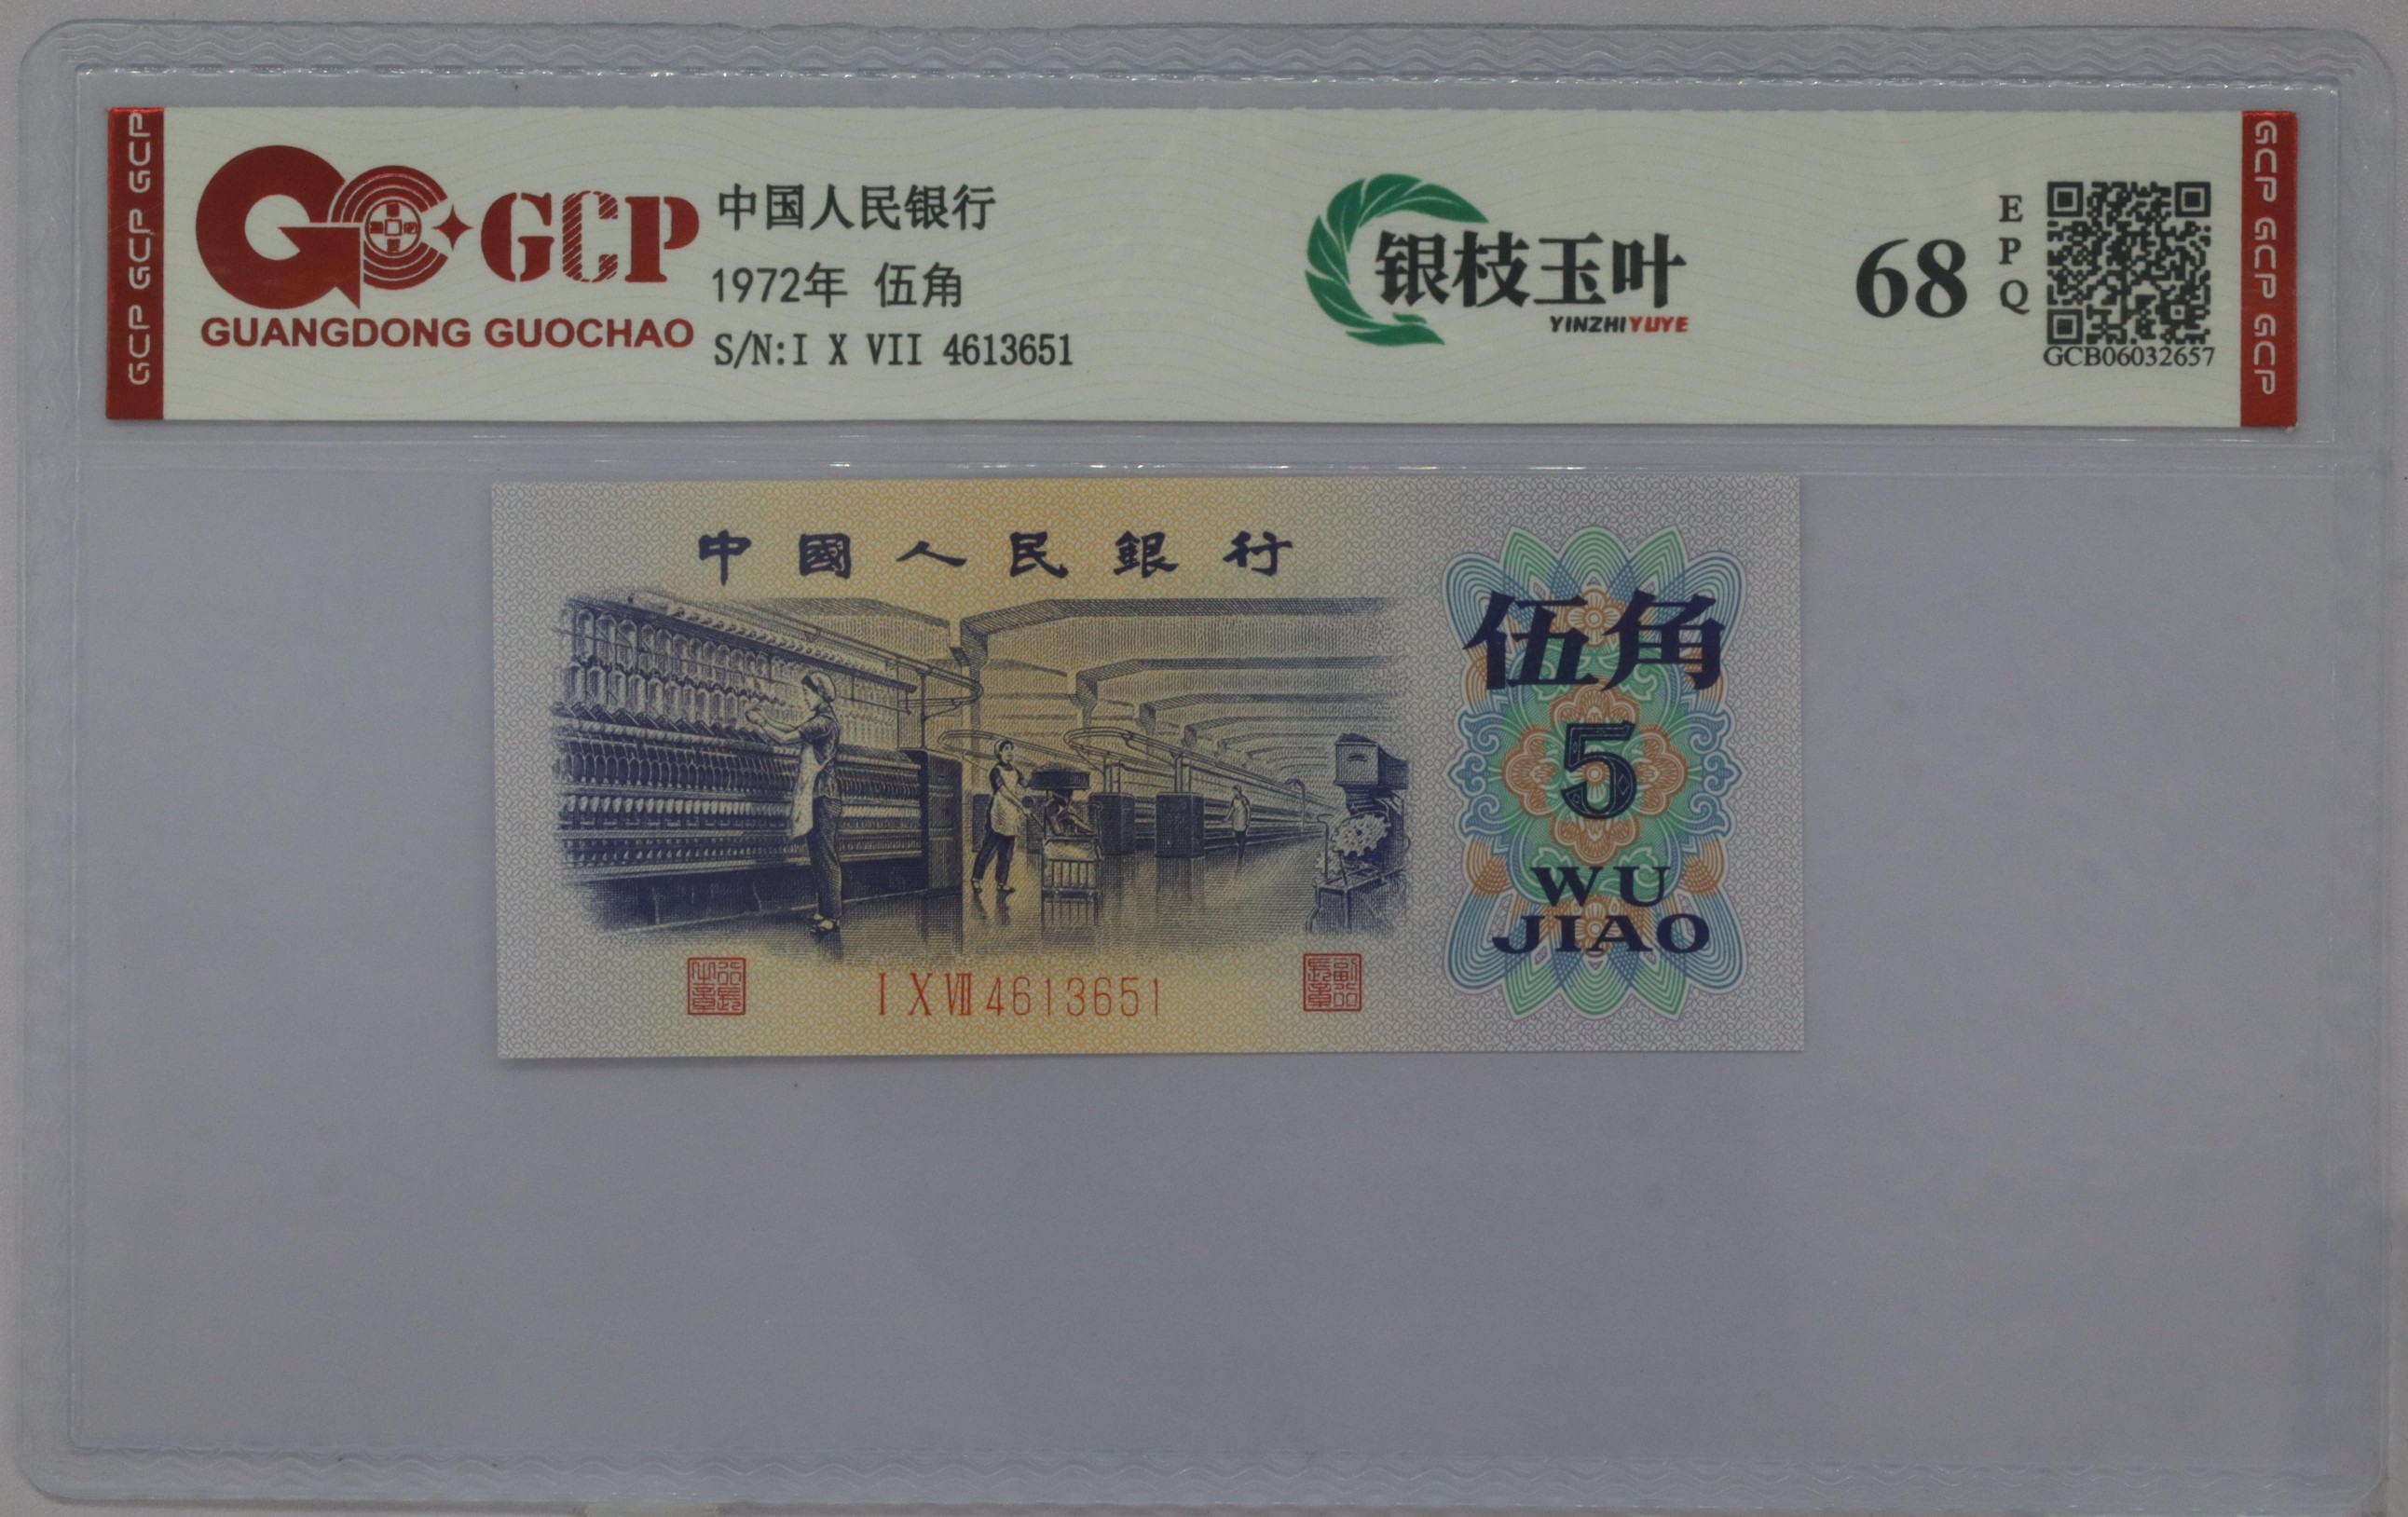 GCP GCP GCP
GCP
GUANGDONG GUOCHAO
中国人民银行
1972年 伍角
S/N:I X VII 4613651
银枝玉叶
YINZHIYUYE
68
E
P
Q
GCB06032657
GCP GCP GCP
中國人民銀行
伍角
5
WU
JIAO
I X VII 4613651